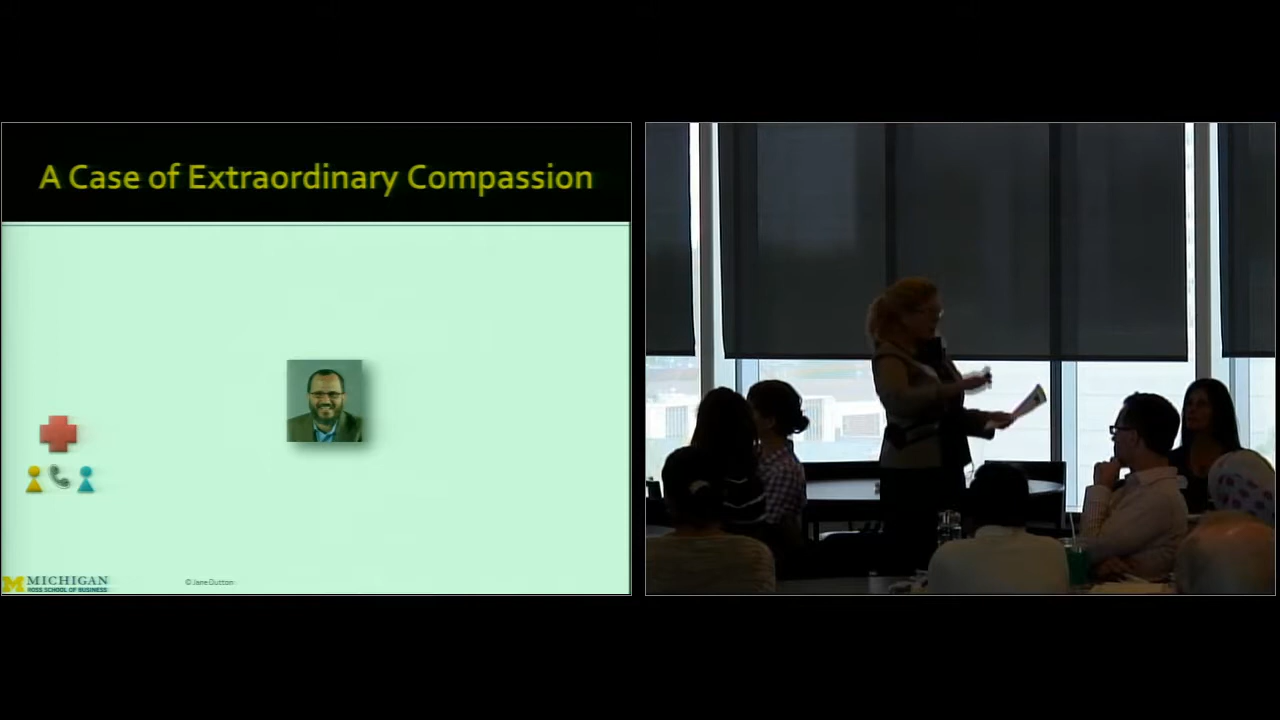 A Case of Extraordinary Compassion
MICHIGAN
ROSS SCHOOL OF BUSINESS
© Jane Dutton